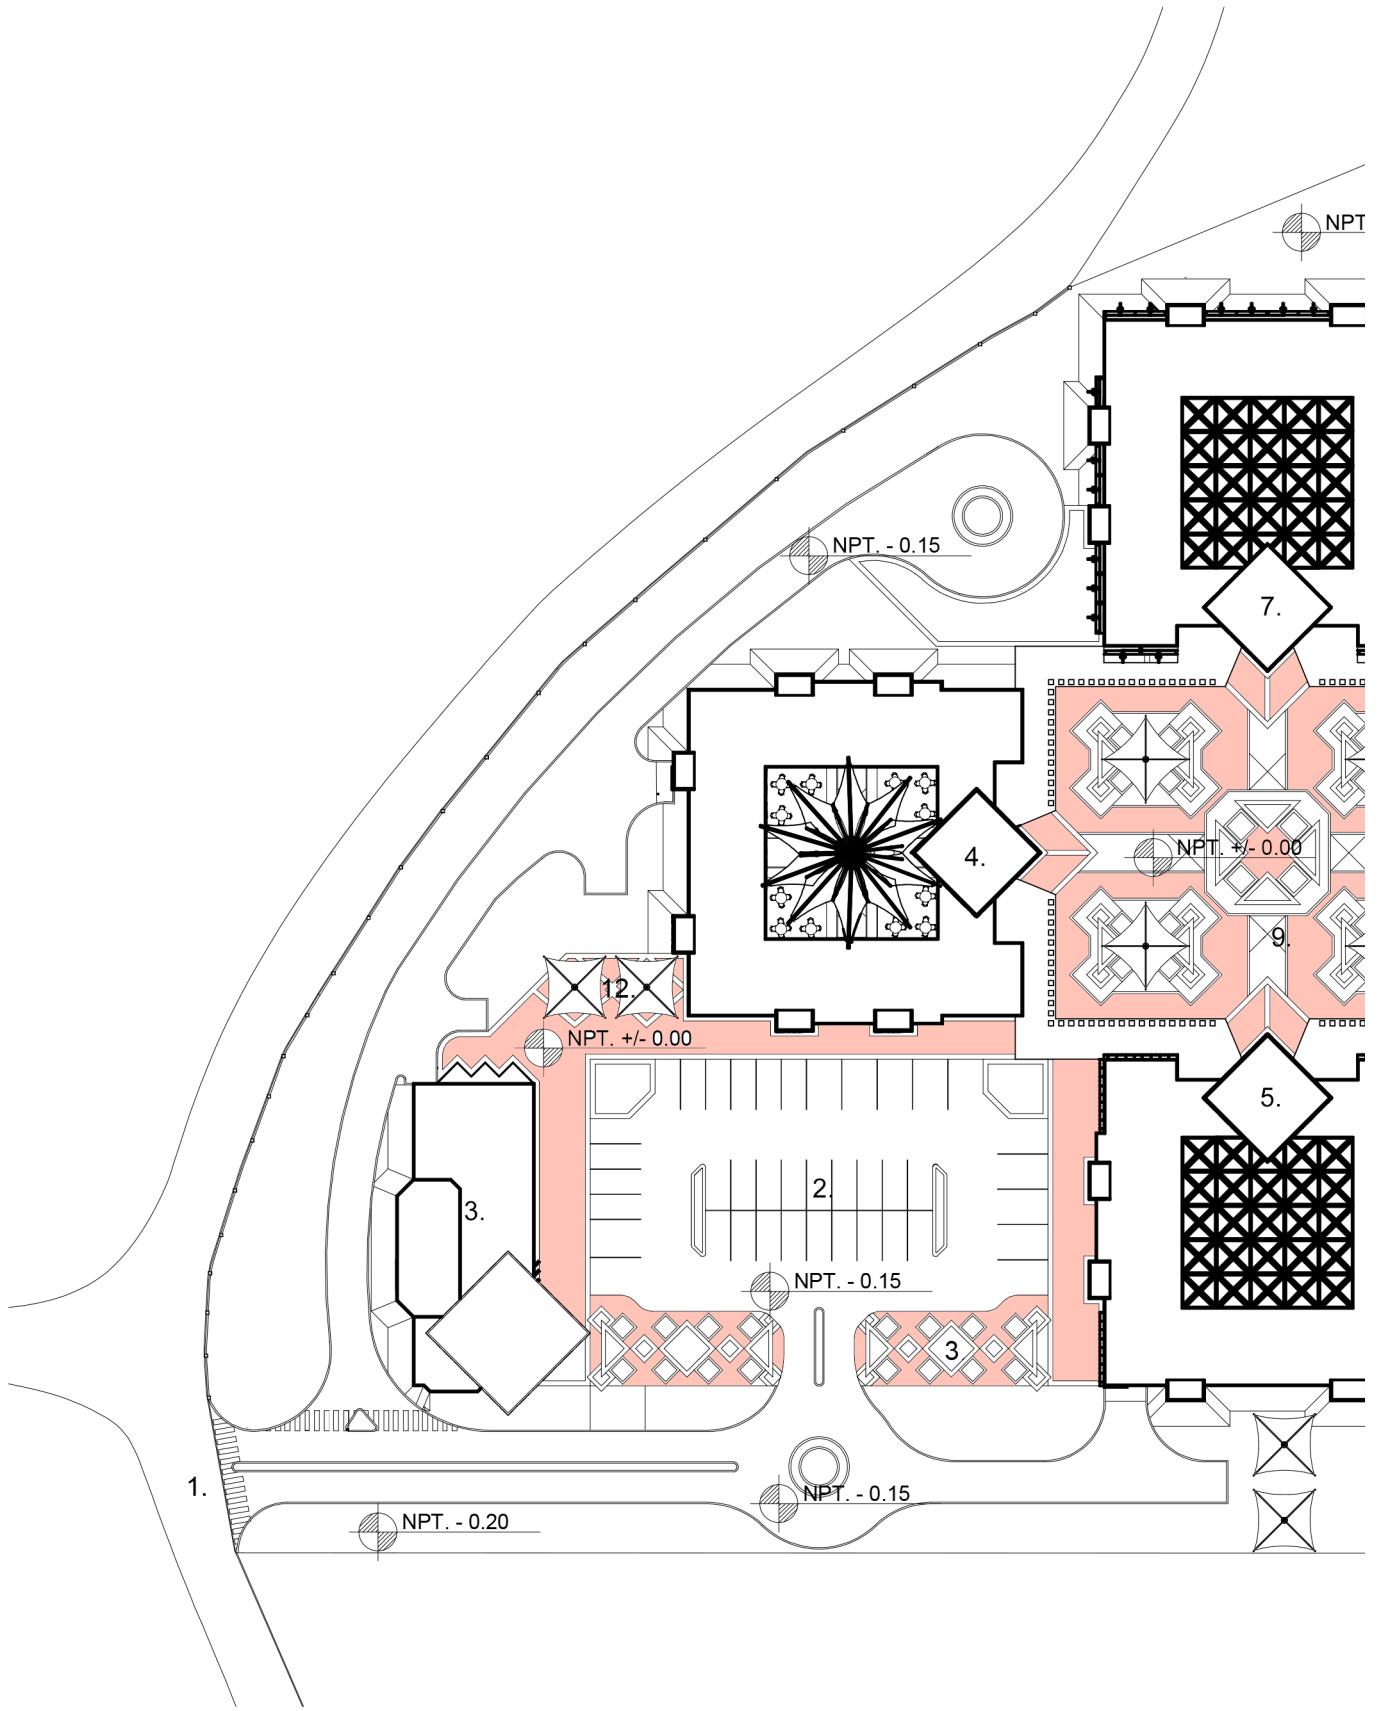 NPT
NPT. - 0.15
7.
4.
NPT. +/- 0.00
9.
12.
NPT. +/- 0.00
5.
2.
3.
NPT. - 0.15
3
1.
NPT. - 0.15
NPT. - 0.20